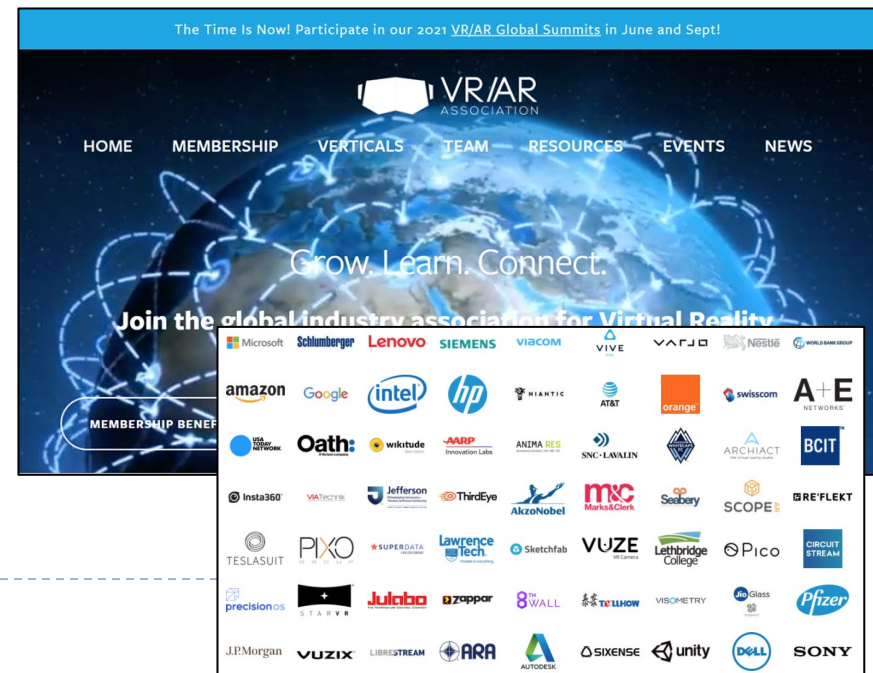 The Time Is Now! Participate in our 2021 VR/AR Global Summits in June and Sept!
VR/AR
ASSOCIATION
HOME MEMBERSHIP VERTICALS TEAM RESOURCES EVENTS NEWS
Grow. Learn. Connect.
Join the global industry association for Virtual Reality
MEMBERSHIP BENEF
Microsoft Schlumberger Lenovo SIEMENS VIACOM VIVE VARJO Nestlé WORLD BANK GROUP
amazon Google intel hp NIANTIC AT&T orange swisscom A+E NETWORKS
USA TODAY NETWORK Oath: wikitude AARP Innovation Labs ANIMA RES SNC·LAVALIN WHITECAPS FC ARCHIACT BCIT
Insta360 VIATechnik Jefferson ThirdEye AkzoNobel m&c Marks&Clerk Seabery SCOPE AR RE'FLEKT
TESLASUIT PIXO GROUP SUPERDATA Lawrence Tech Sketchfab VUZE VR Camera Lethbridge College Pico CIRCUIT STREAM
precision os STARVR Julabo zappar 8TH WALL TELLHOW VISOMETRY Jio Glass Pfizer
J.P.Morgan VUZIX LIBRESTREAM ARA AUTODESK SIXENSE unity DELL SONY